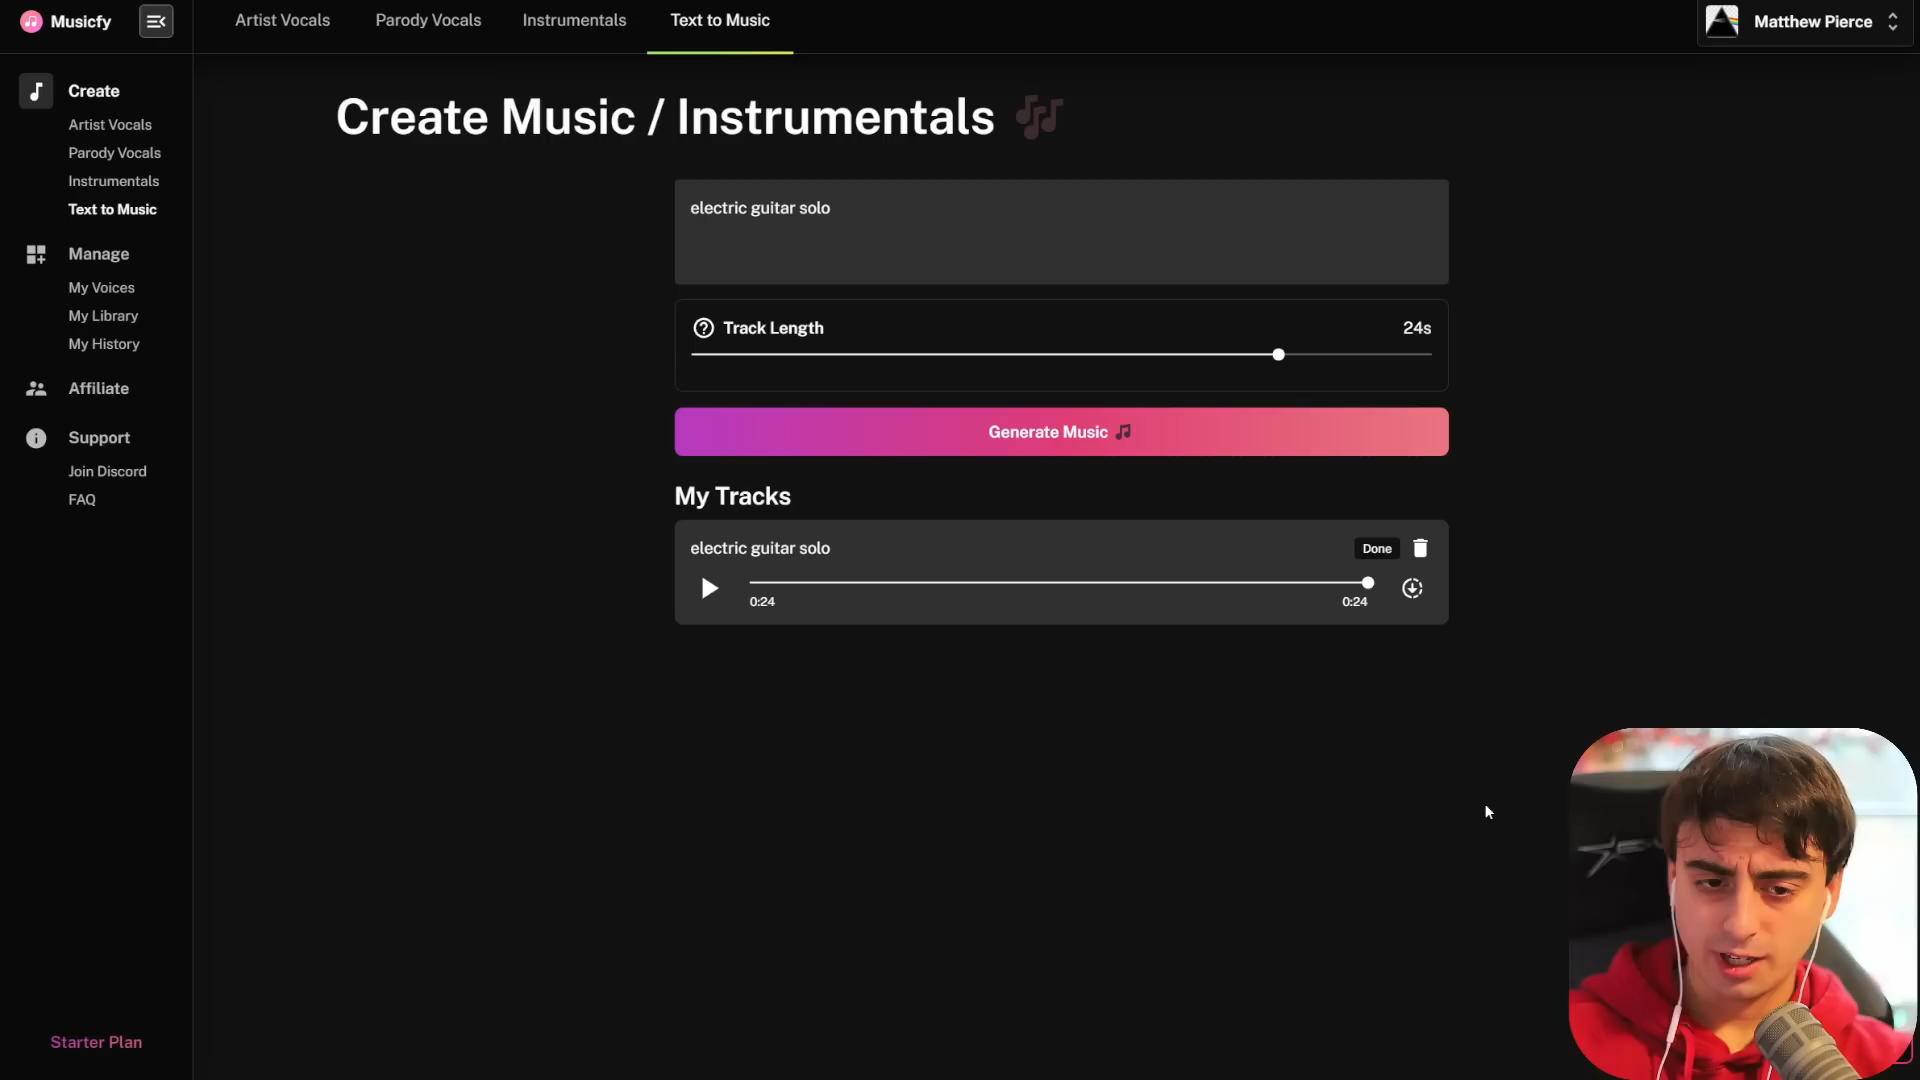 Musicfy
Artist Vocals
Parody Vocals
Instrumentals
Text to Music
Matthew Pierce
Create
Artist Vocals
Parody Vocals
Instrumentals
Text to Music
Manage
My Voices
My Library
My History
Affiliate
Support
Join Discord
FAQ
Starter Plan
Create Music / Instrumentals
electric guitar solo
Track Length
24s
Generate Music
My Tracks
electric guitar solo
Done
0:24
0:24